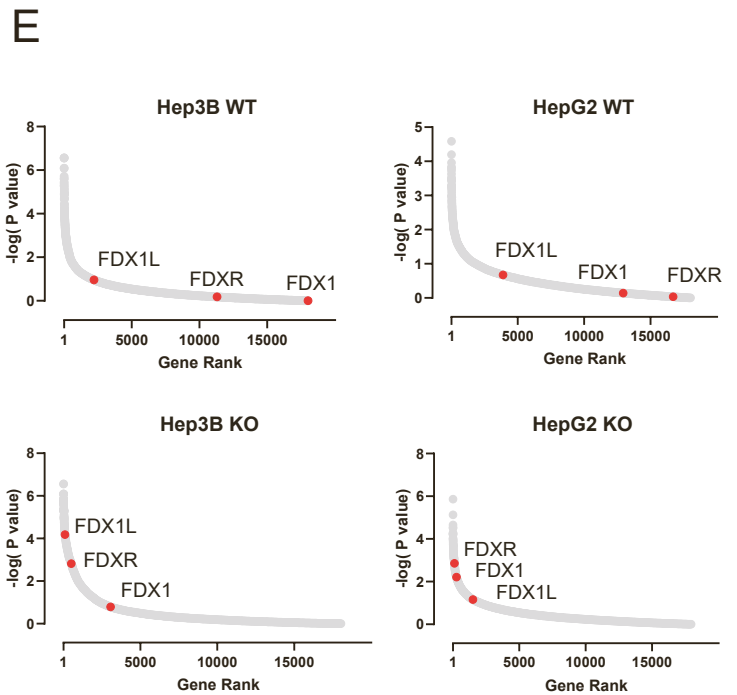 E
Hep3B WT
8
6
4
2
0
-log( P value)
FDX1L
FDXR
FDX1
1 5000 10000 15000
Gene Rank
HepG2 WT
5
4
3
2
1
0
-log( P value)
FDX1L
FDX1
FDXR
1 5000 10000 15000
Gene Rank
Hep3B KO
8
6
4
2
0
-log( P value)
FDX1L
FDXR
FDX1
1 5000 10000 15000
Gene Rank
HepG2 KO
8
6
4
2
0
-log( P value)
FDXR
FDX1
FDX1L
1 5000 10000 15000
Gene Rank